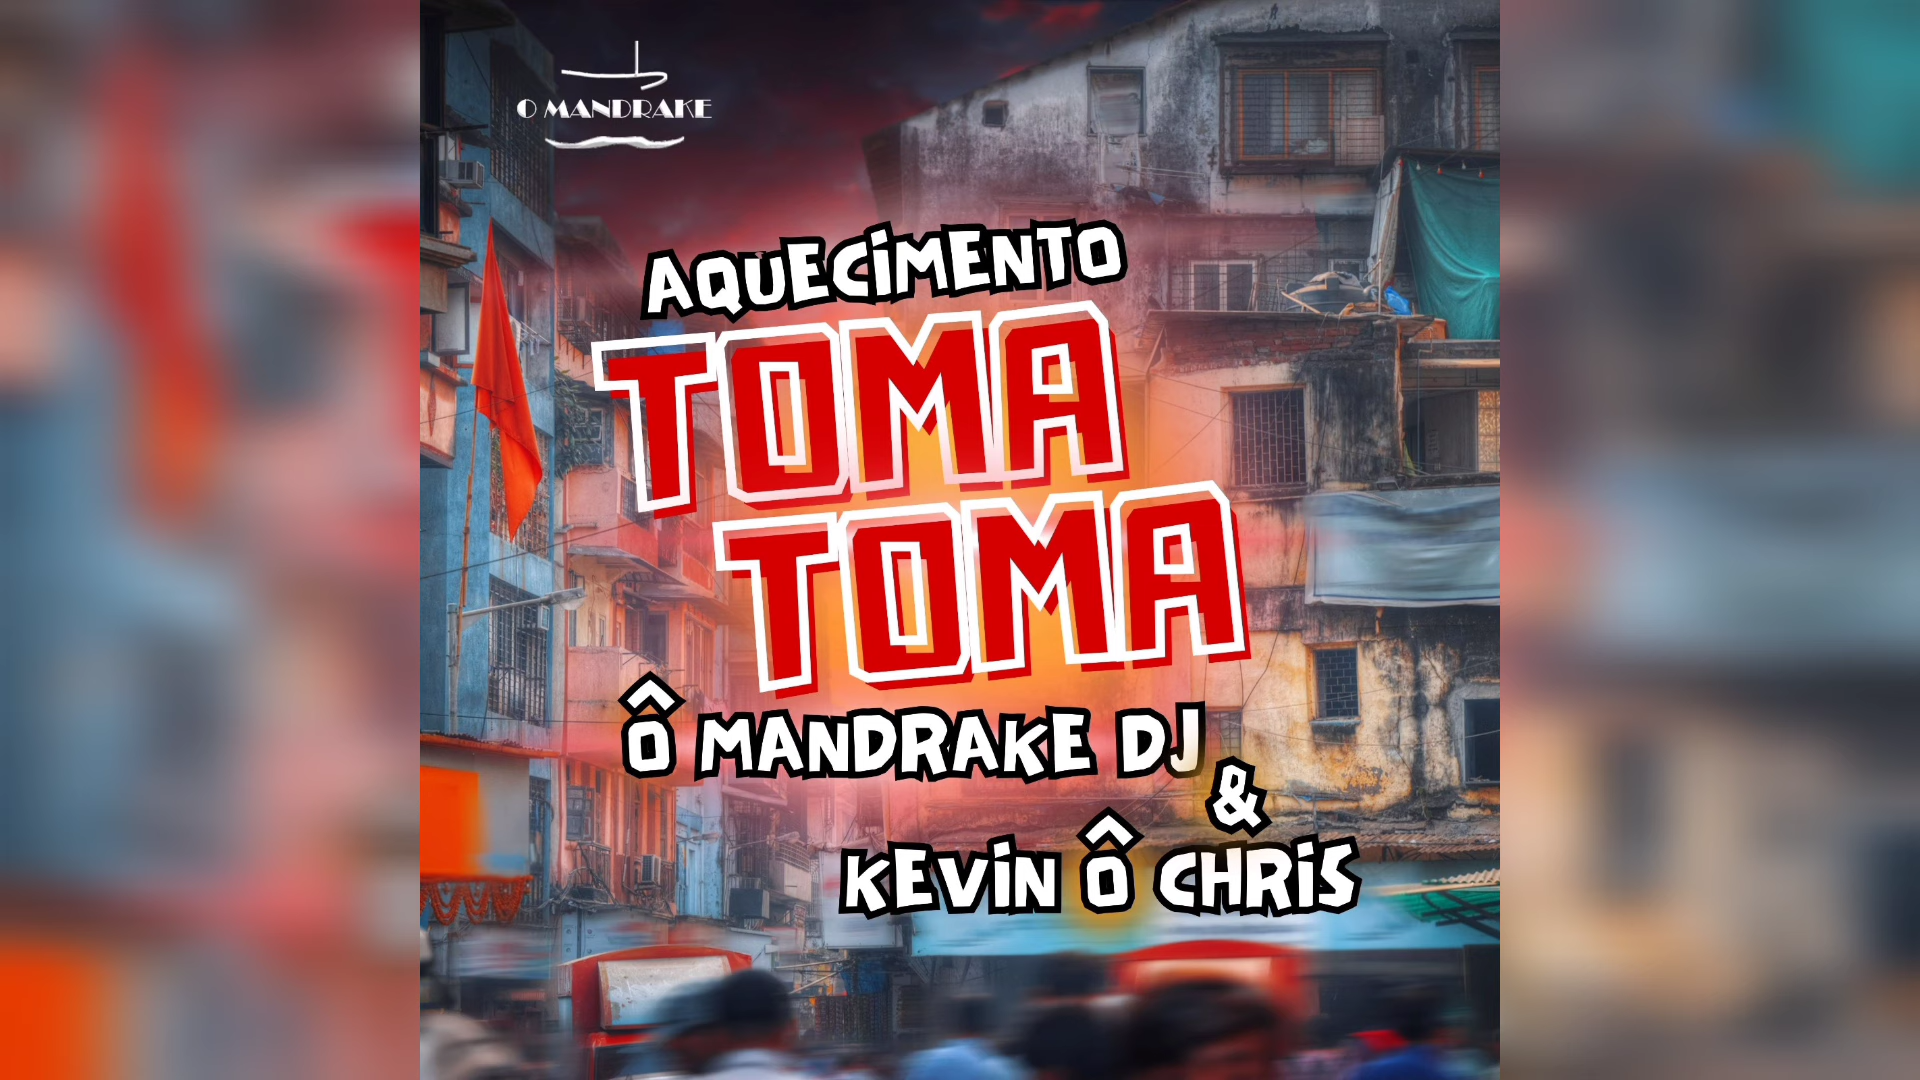 O MANDRAKE
AQUECIMENTO
TOMA
TOMA
Ô MANDRAKE DJ
&
KEVIN Ô CHRIS